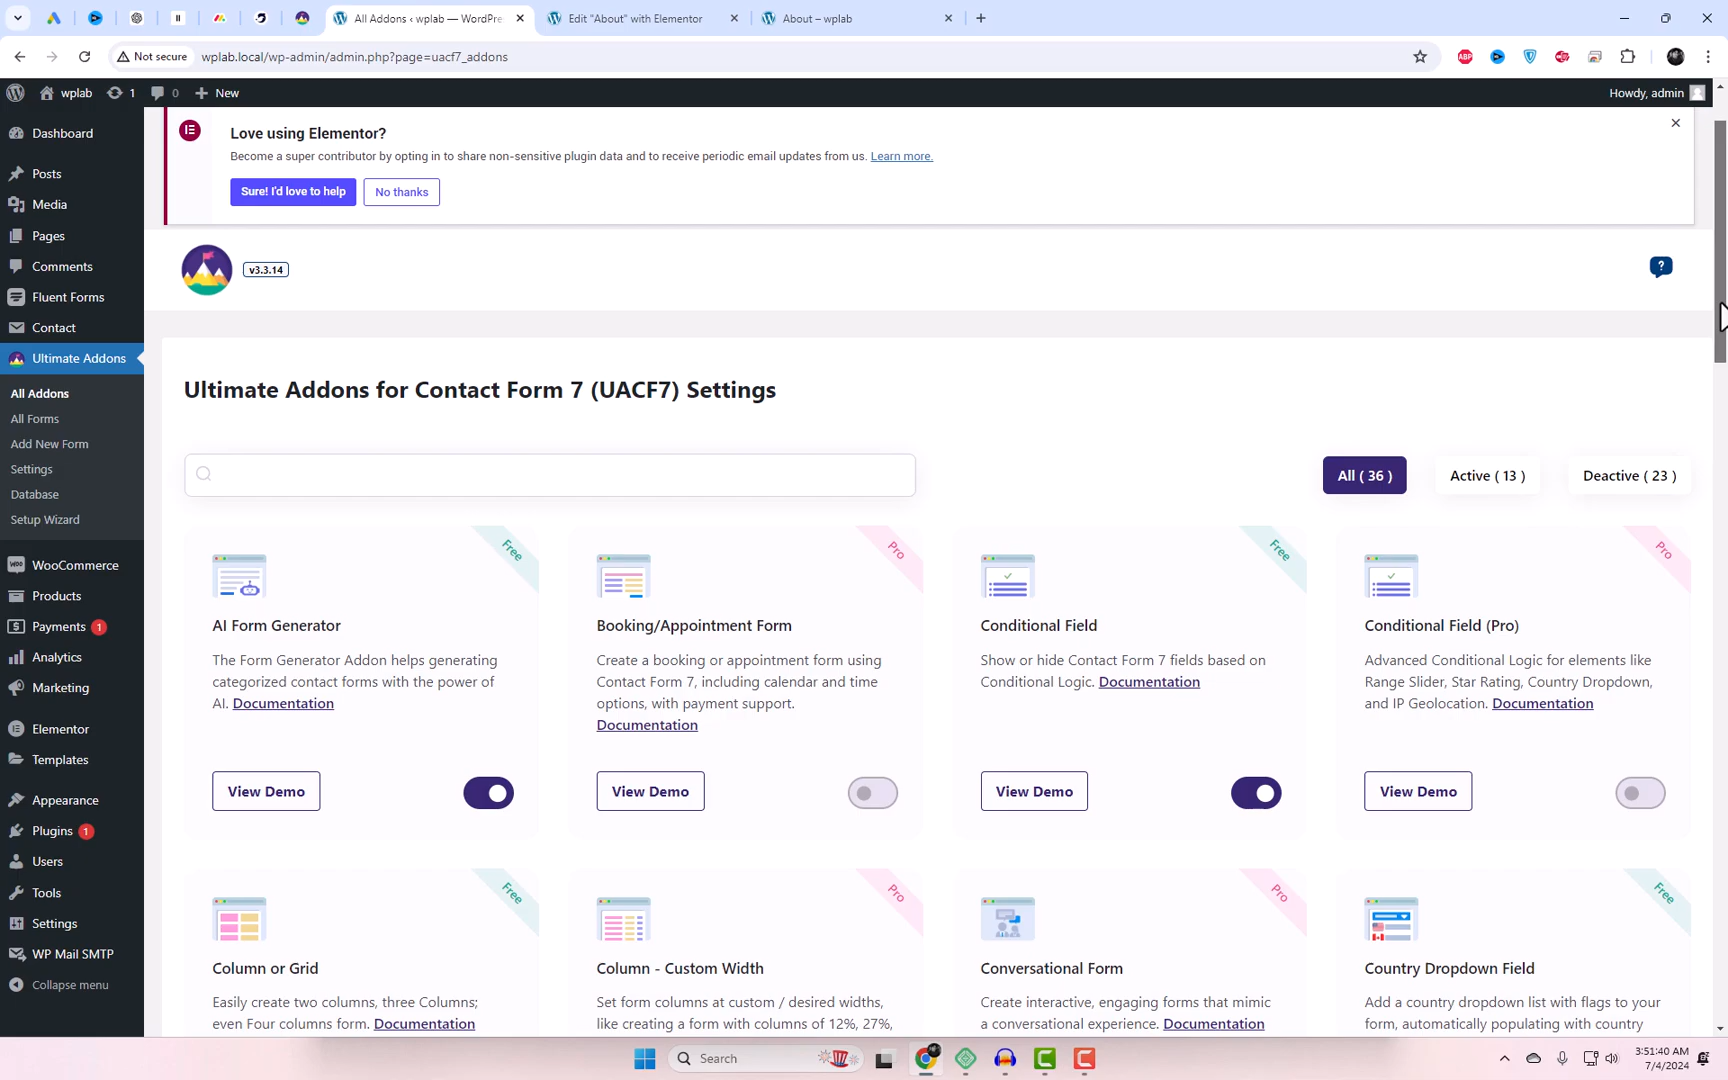 All Addons ‹ wplab — WordPre
Edit "About" with Elementor
About – wplab
Not secure
wplab.local/wp-admin/admin.php?page=uacf7_addons
ABP
wplab
1
0
New
Howdy, admin
Dashboard
Posts
Media
Pages
Comments
Fluent Forms
Contact
Ultimate Addons
All Addons
All Forms
Add New Form
Settings
Database
Setup Wizard
WooCommerce
Products
Payments 1
Analytics
Marketing
Elementor
Templates
Appearance
Plugins 1
Users
Tools
Settings
WP Mail SMTP
Collapse menu
Love using Elementor?
Become a super contributor by opting in to share non-sensitive plugin data and to receive periodic email updates from us. Learn more.
Sure! I'd love to help
No thanks
v3.3.14
Ultimate Addons for Contact Form 7 (UACF7) Settings
All ( 36 )
Active ( 13 )
Deactive ( 23 )
Free
AI Form Generator
The Form Generator Addon helps generating
categorized contact forms with the power of
AI. Documentation
View Demo
Pro
Booking/Appointment Form
Create a booking or appointment form using
Contact Form 7, including calendar and time
options, with payment support.
Documentation
View Demo
Free
Conditional Field
Show or hide Contact Form 7 fields based on
Conditional Logic. Documentation
View Demo
Pro
Conditional Field (Pro)
Advanced Conditional Logic for elements like
Range Slider, Star Rating, Country Dropdown,
and IP Geolocation. Documentation
View Demo
Free
Column or Grid
Easily create two columns, three Columns;
even Four columns form. Documentation
Pro
Column - Custom Width
Set form columns at custom / desired widths,
like creating a form with columns of 12%, 27%,
Pro
Conversational Form
Create interactive, engaging forms that mimic
a conversational experience. Documentation
Free
Country Dropdown Field
Add a country dropdown list with flags to your
form, automatically populating with country
Search
3:51:40 AM
7/4/2024